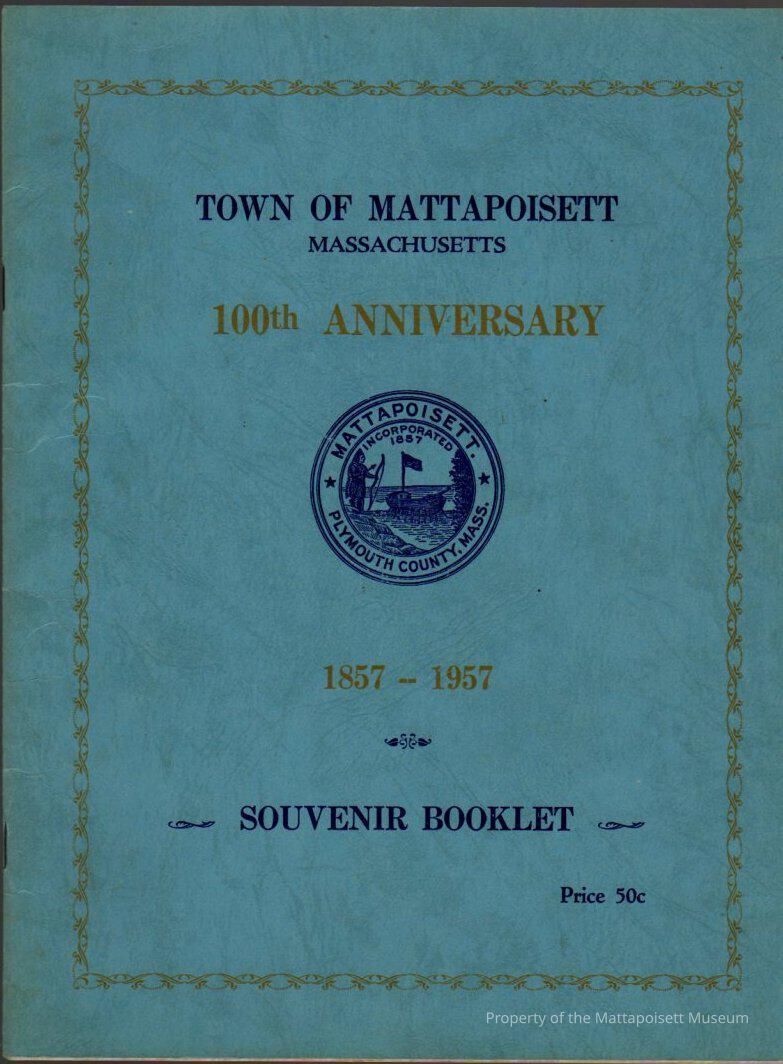 TOWN OF MATTAPOISETT
MASSACHUSETTS
100th ANNIVERSARY
MATTAPOISETT.
INCORPORATED
1857
PLYMOUTH COUNTY, MASS.
1857 -- 1957
SOUVENIR BOOKLET
Price 50c
Property of the Mattapoisett Museum